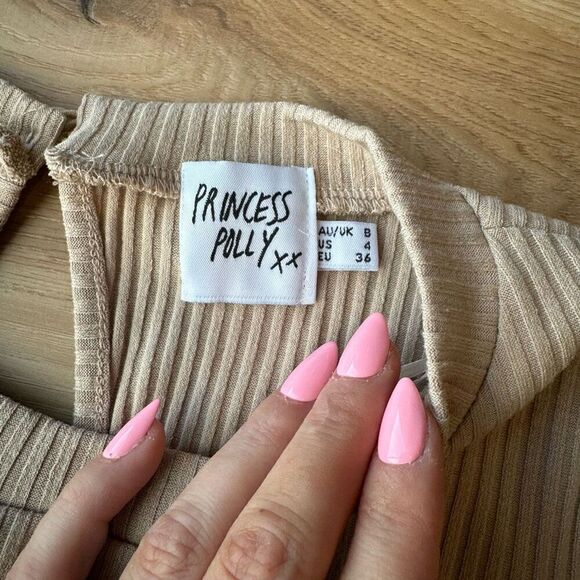 PRINCESS
POLLY xx
AU/UK 8
US 4
EU 36